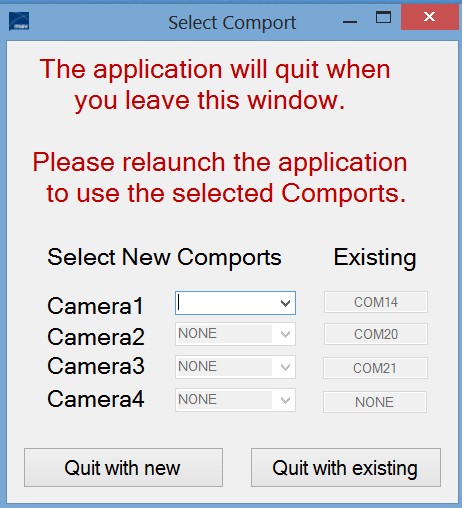 Select Comport
The application will quit when
you leave this window.
Please relaunch the application
to use the selected Comports.
Select New Comports Existing
Camera1 COM14
Camera2 NONE COM20
Camera3 NONE COM21
Camera4 NONE NONE
Quit with new Quit with existing